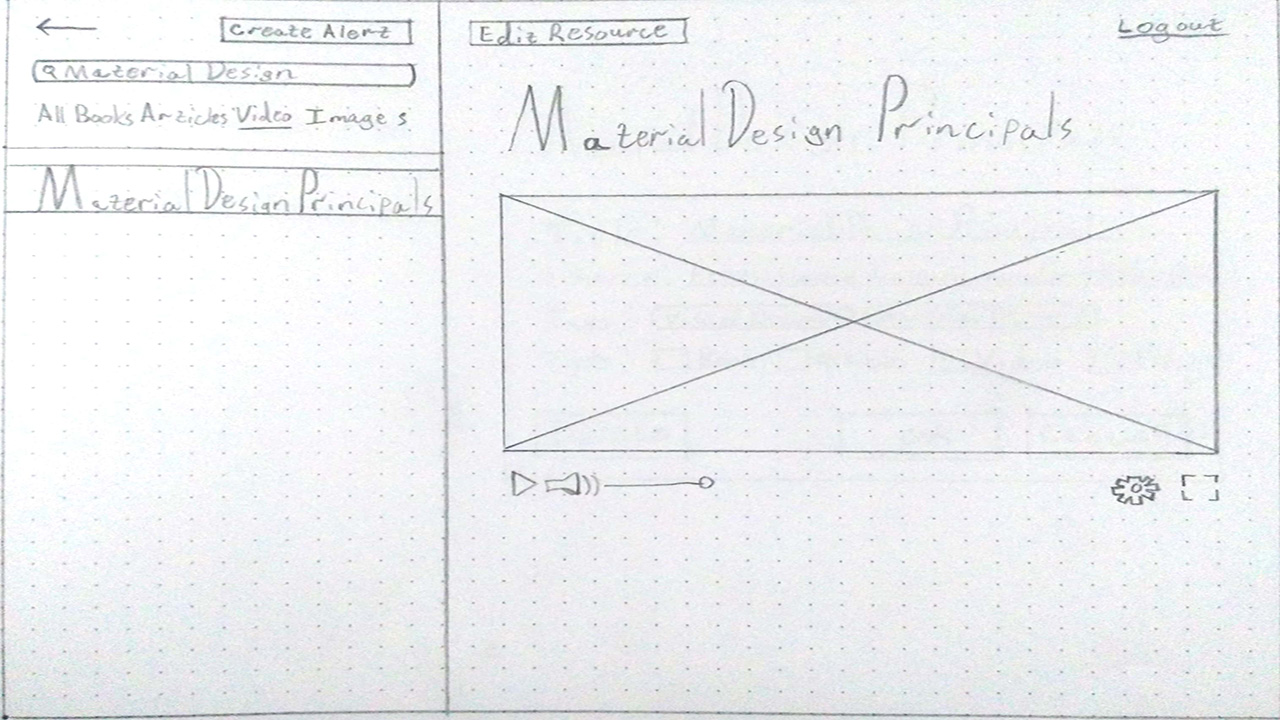 Create Alert
Material Design
All Books Articles Video Images
Material Design Principals
Edit Resource
Logout
Material Design Principals